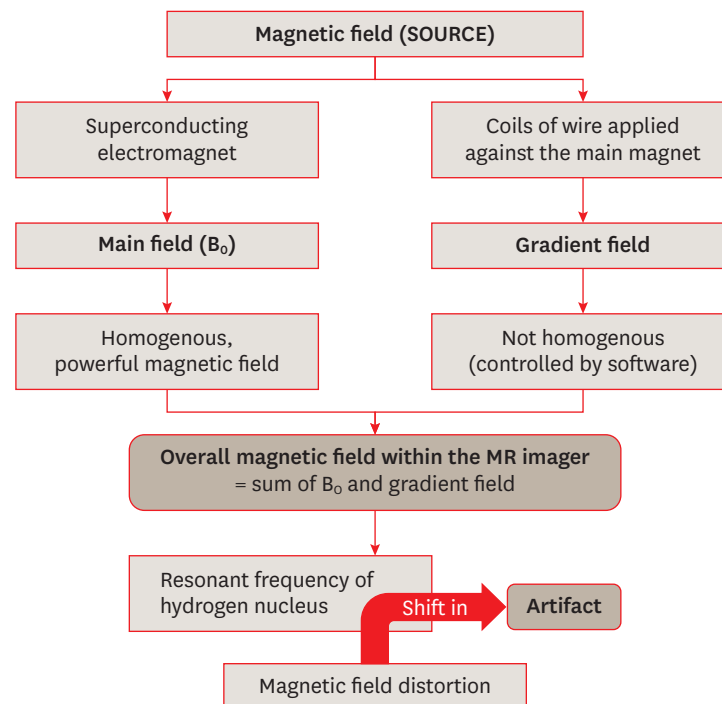 Magnetic field (SOURCE)
Superconducting
electromagnet
Coils of wire applied
against the main magnet
Main field (B₀)
Gradient field
Homogenous,
powerful magnetic field
Not homogenous
(controlled by software)
Overall magnetic field within the MR imager
= sum of B₀ and gradient field
Resonant frequency of
hydrogen nucleus
Shift in
Artifact
Magnetic field distortion